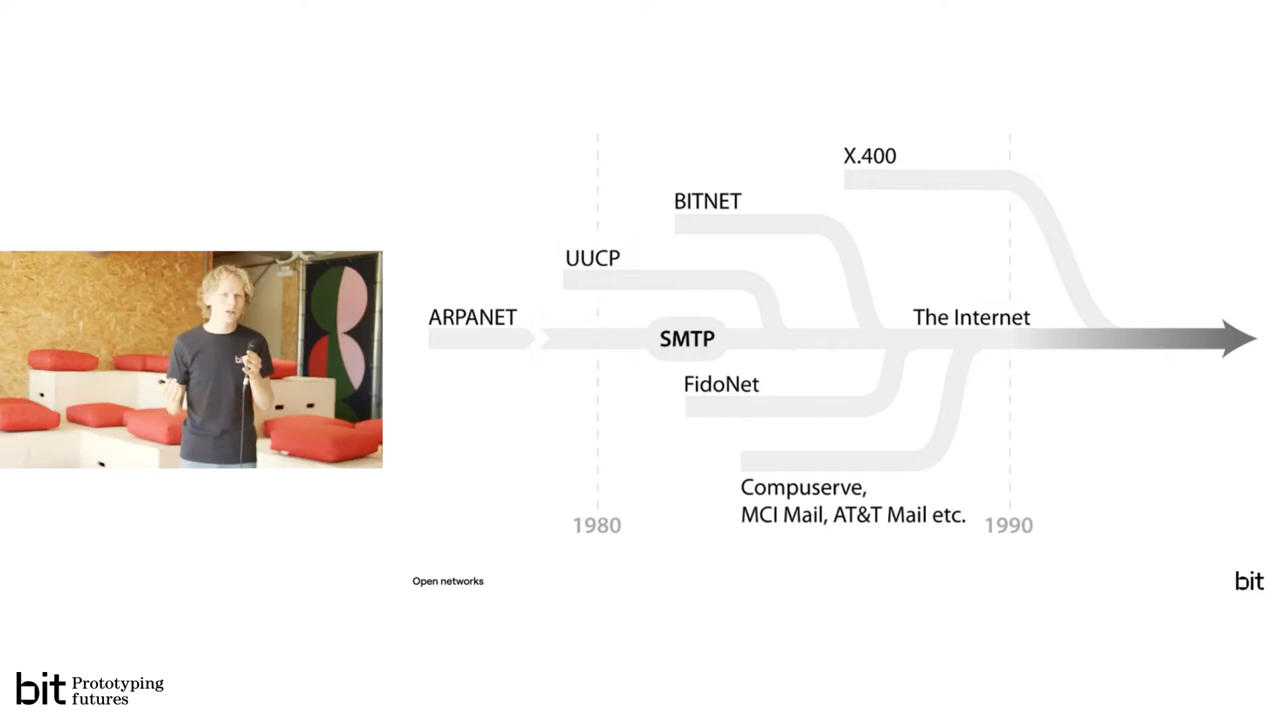 X.400
BITNET
UUCP
ARPANET
SMTP
The Internet
FidoNet
Compuserve,
MCI Mail, AT&T Mail etc.
1980
1990
Open networks
bit
bit
bit Prototyping
futures